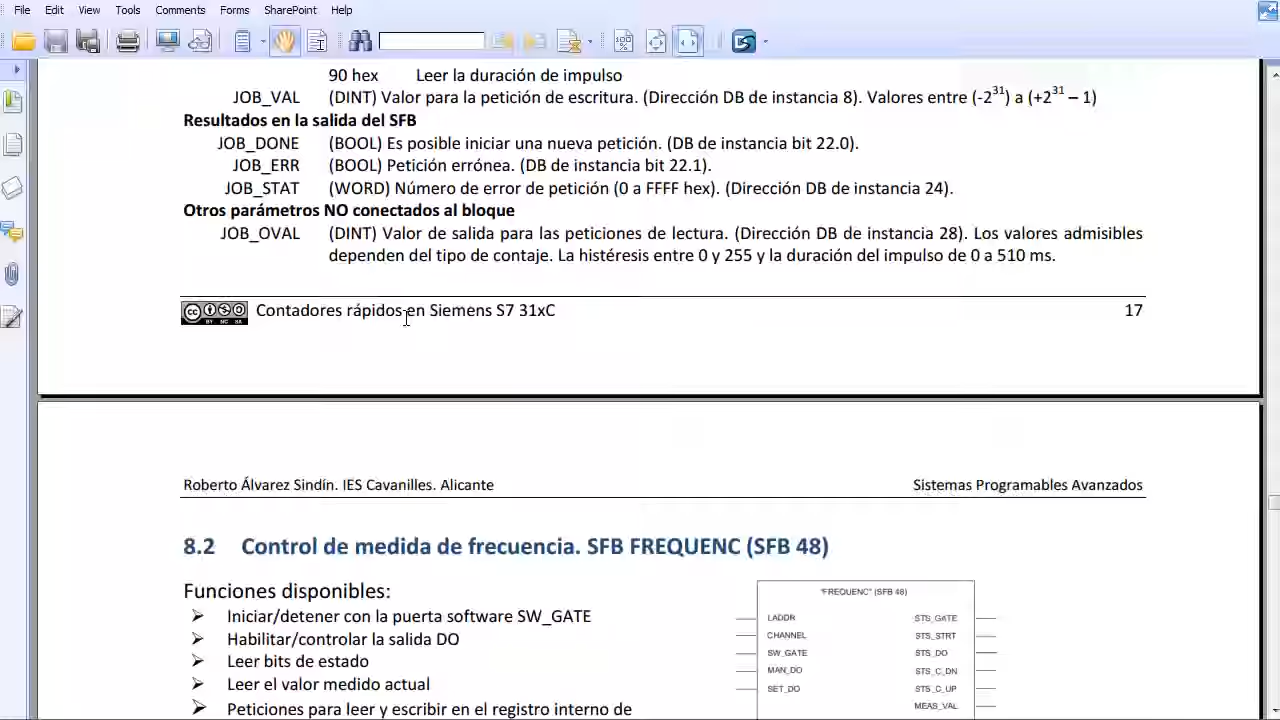 File Edit View Tools Comments Forms SharePoint Help
90 hex Leer la duración de impulso
JOB_VAL (DINT) Valor para la petición de escritura. (Dirección DB de instancia 8). Valores entre (-2³¹) a (+2³¹ – 1)
Resultados en la salida del SFB
JOB_DONE (BOOL) Es posible iniciar una nueva petición. (DB de instancia bit 22.0).
JOB_ERR (BOOL) Petición errónea. (DB de instancia bit 22.1).
JOB_STAT (WORD) Número de error de petición (0 a FFFF hex). (Dirección DB de instancia 24).
Otros parámetros NO conectados al bloque
JOB_OVAL (DINT) Valor de salida para las peticiones de lectura. (Dirección DB de instancia 28). Los valores admisibles
dependen del tipo de contaje. La histéresis entre 0 y 255 y la duración del impulso de 0 a 510 ms.
cc BY NC SA Contadores rápidos en Siemens S7 31xC 17
Roberto Álvarez Sindín. IES Cavanilles. Alicante Sistemas Programables Avanzados
8.2 Control de medida de frecuencia. SFB FREQUENC (SFB 48)
Funciones disponibles:
Iniciar/detener con la puerta software SW_GATE
Habilitar/controlar la salida DO
Leer bits de estado
Leer el valor medido actual
Peticiones para leer y escribir en el registro interno de
"FREQUENC" (SFB 48)
LADDR STS_GATE
CHANNEL STS_STRT
SW_GATE STS_DO
MAN_DO STS_C_DN
SET_DO STS_C_UP
MEAS_VAL